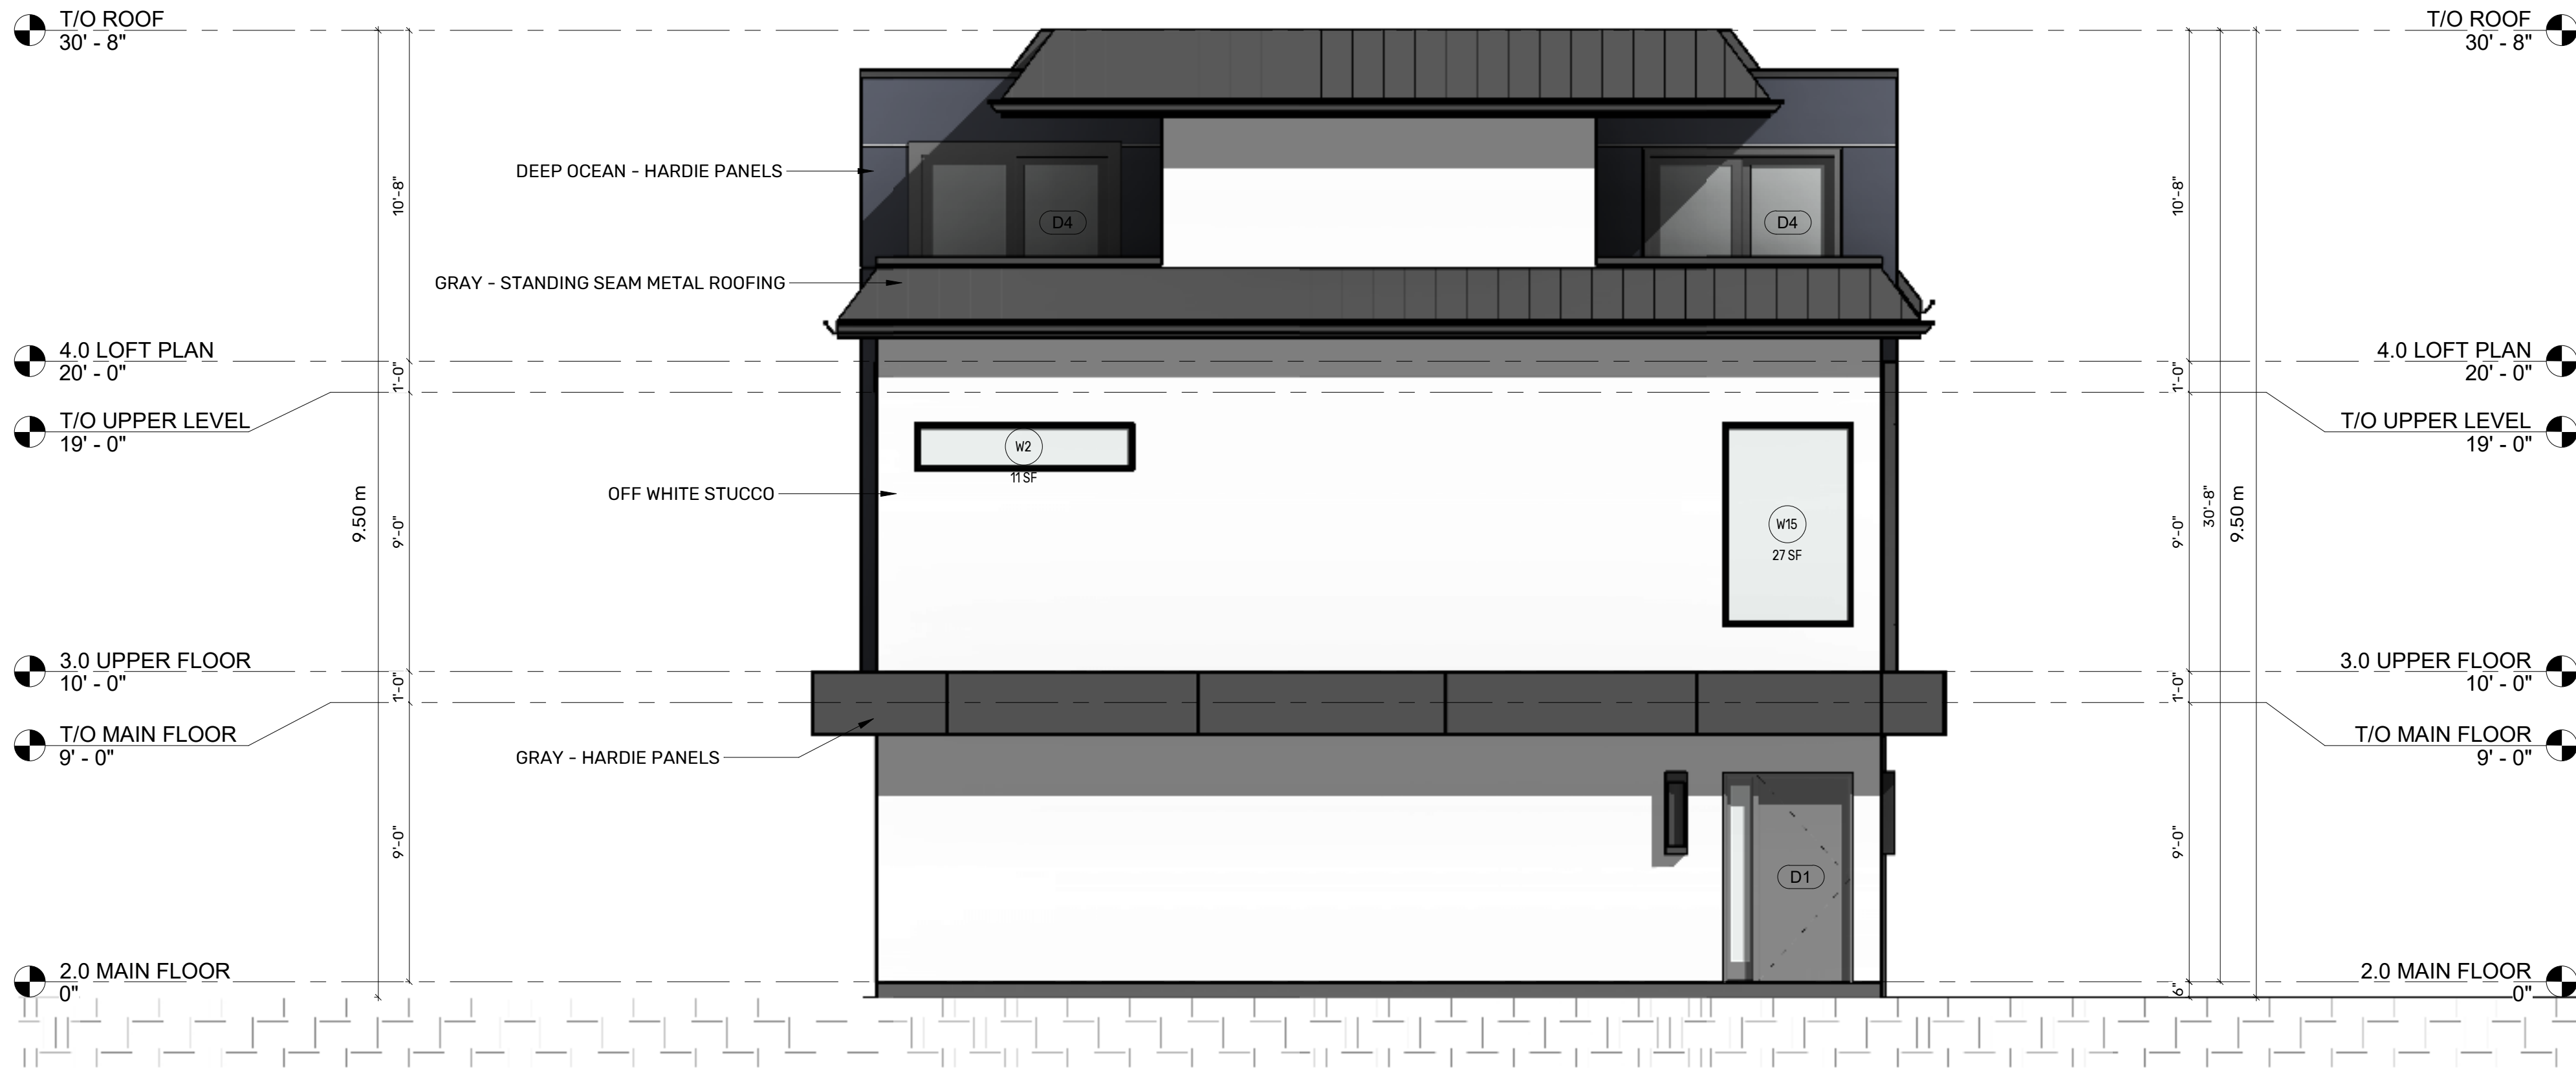 T/O ROOF
30' - 8"
T/O ROOF
30' - 8"
DEEP OCEAN - HARDIE PANELS
10'-8"
10'-8"
D4
D4
GRAY - STANDING SEAM METAL ROOFING
4.0 LOFT PLAN
20' - 0"
4.0 LOFT PLAN
20' - 0"
1'-0"
1'-0"
T/O UPPER LEVEL
19' - 0"
T/O UPPER LEVEL
19' - 0"
W2
11 SF
OFF WHITE STUCCO
9.50 m
9'-0"
W15
27 SF
9'-0"
30'-8"
9.50 m
3.0 UPPER FLOOR
10' - 0"
3.0 UPPER FLOOR
10' - 0"
1'-0"
1'-0"
T/O MAIN FLOOR
9' - 0"
T/O MAIN FLOOR
9' - 0"
GRAY - HARDIE PANELS
9'-0"
9'-0"
D1
2.0 MAIN FLOOR
0"
2.0 MAIN FLOOR
0"
6"